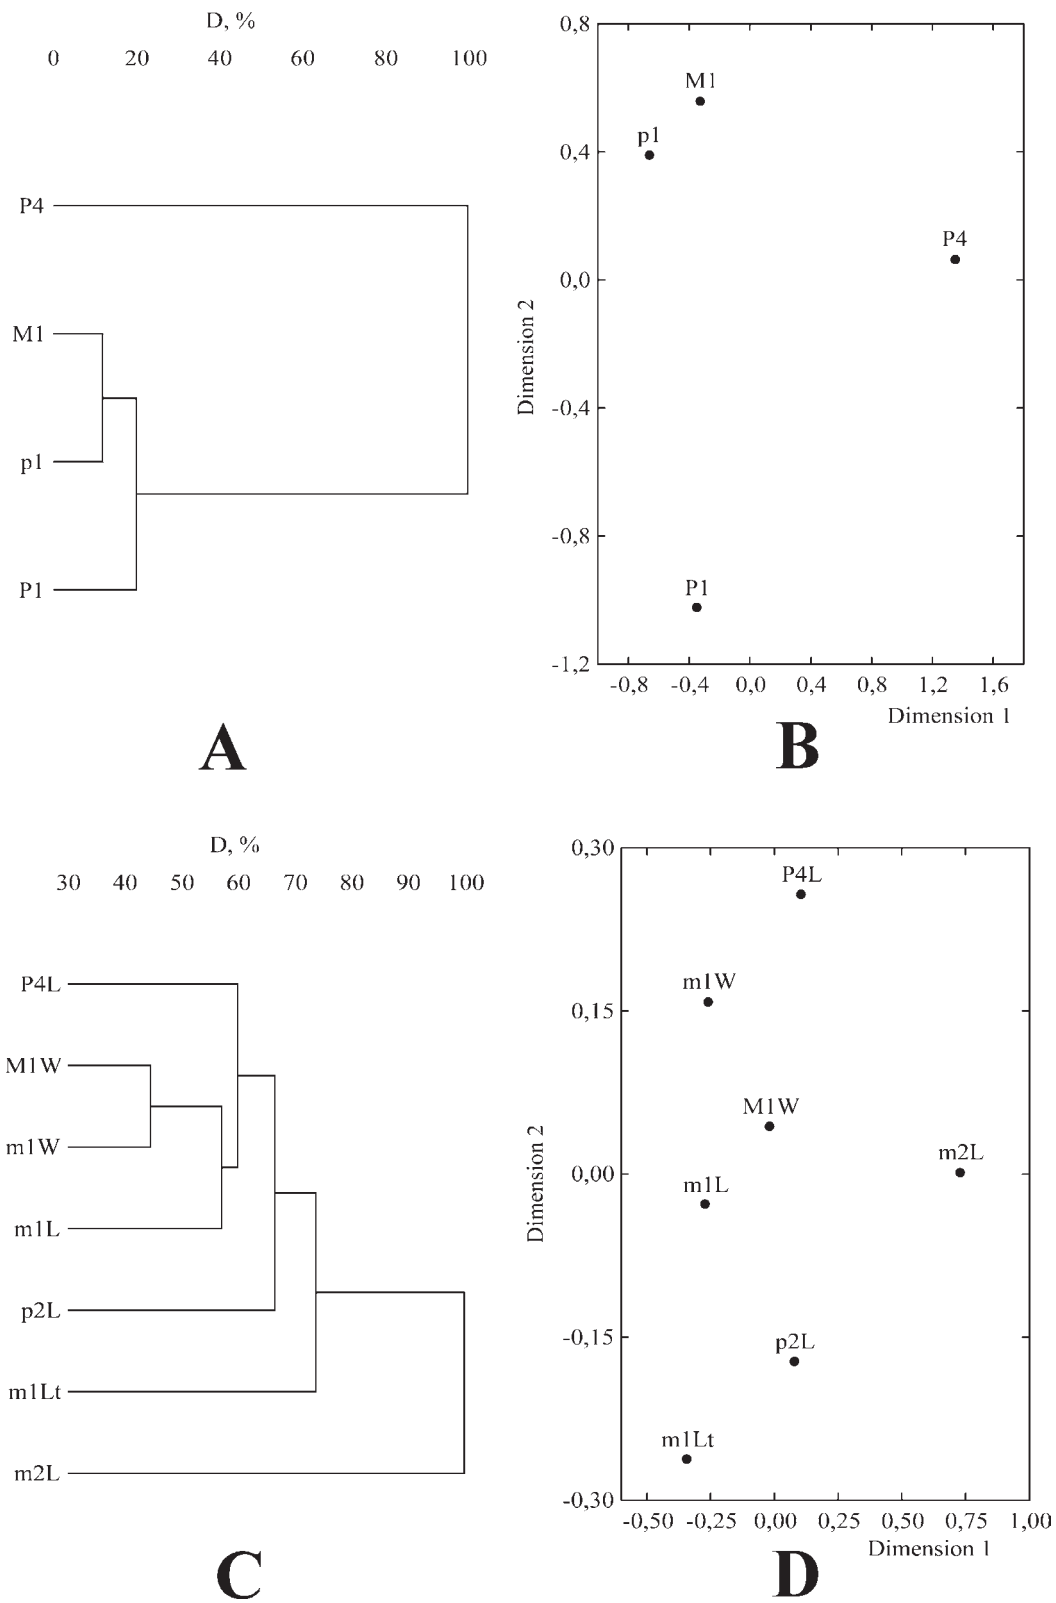 D, %
0 20 40 60 80 100
P4
M1
p1
P1
A
0,8
0,4
0,0
-0,4
-0,8
-1,2
Dimension 2
M1
p1
P4
P1
-0,8 -0,4 0,0 0,4 0,8 1,2 1,6
Dimension 1
B
D, %
30 40 50 60 70 80 90 100
P4L
M1W
m1W
m1L
p2L
m1Lt
m2L
C
0,30
0,15
0,00
-0,15
-0,30
Dimension 2
P4L
m1W
M1W
m2L
m1L
p2L
m1Lt
-0,50 -0,25 0,00 0,25 0,50 0,75 1,00
Dimension 1
D